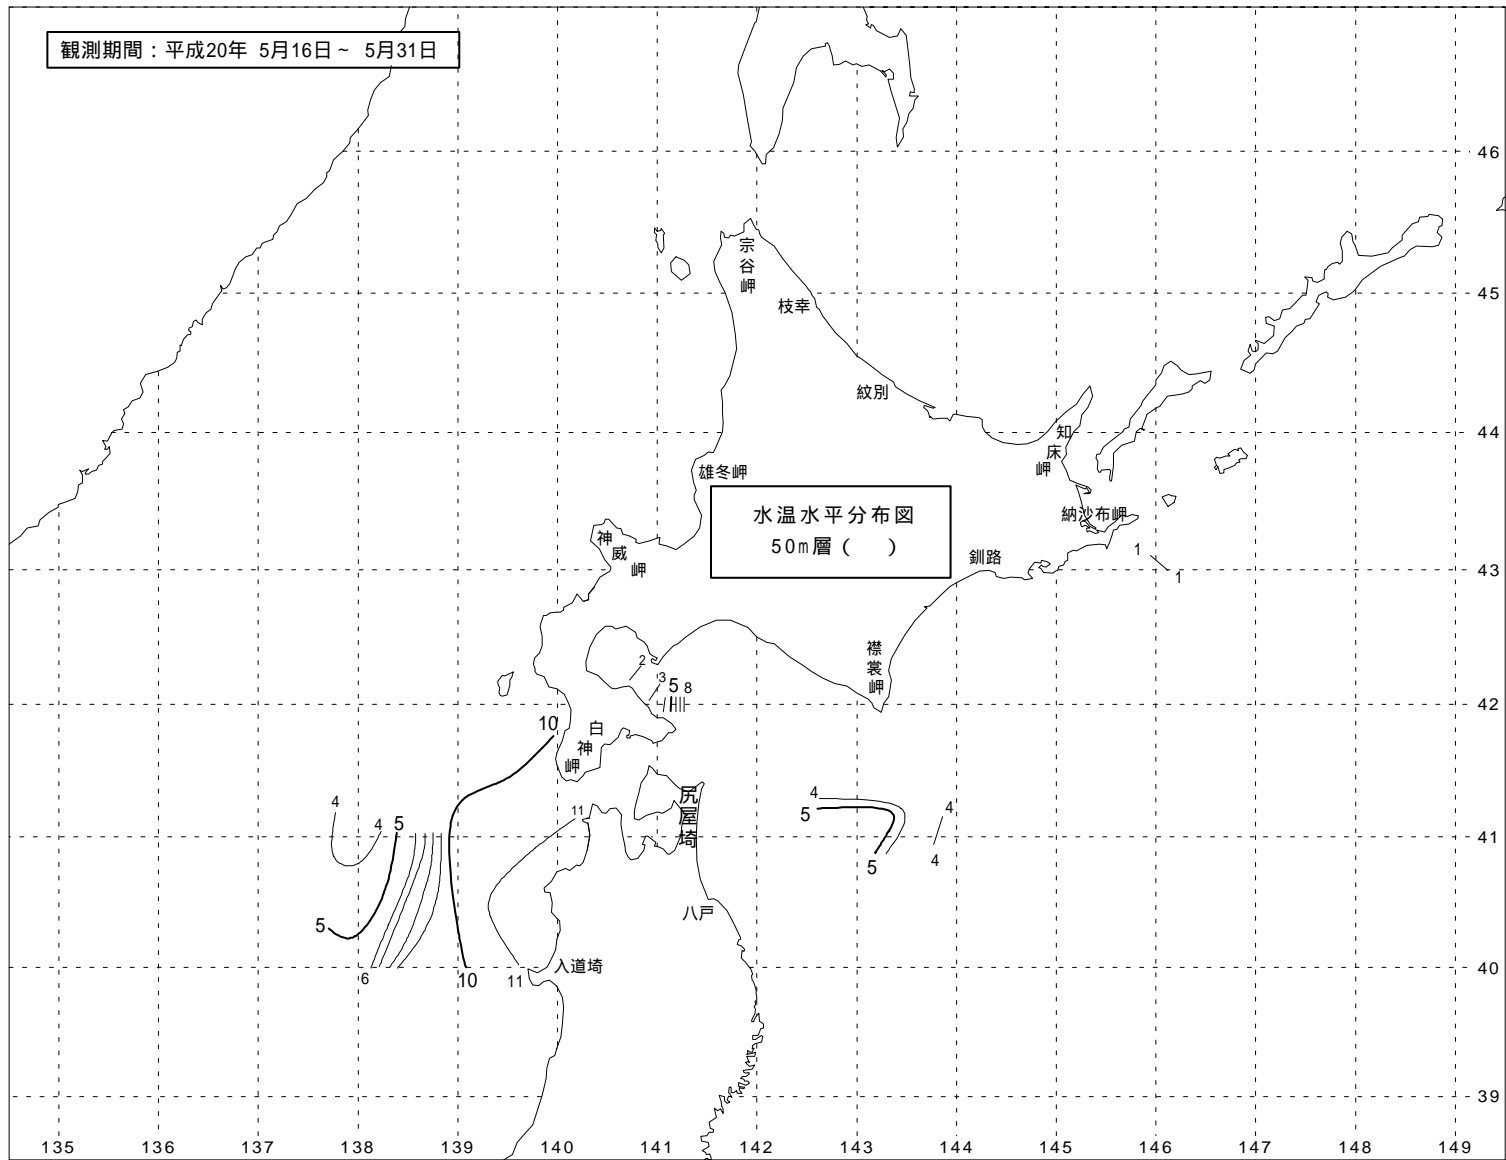 観測期間：平成20年 5月16日～ 5月31日
46
宗谷岬
45
枝幸
紋別
44
知床岬
雄冬岬
水温水平分布図
50m層（　）
納沙布岬
神威岬
釧路
1
1
43
襟裳岬
2
3
5
8
42
10
白神岬
4
4
5
11
尻屋埼
4
5
4
41
5
4
5
八戸
6
10
11
入道埼
40
39
135 136 137 138 139 140 141 142 143 144 145 146 147 148 149